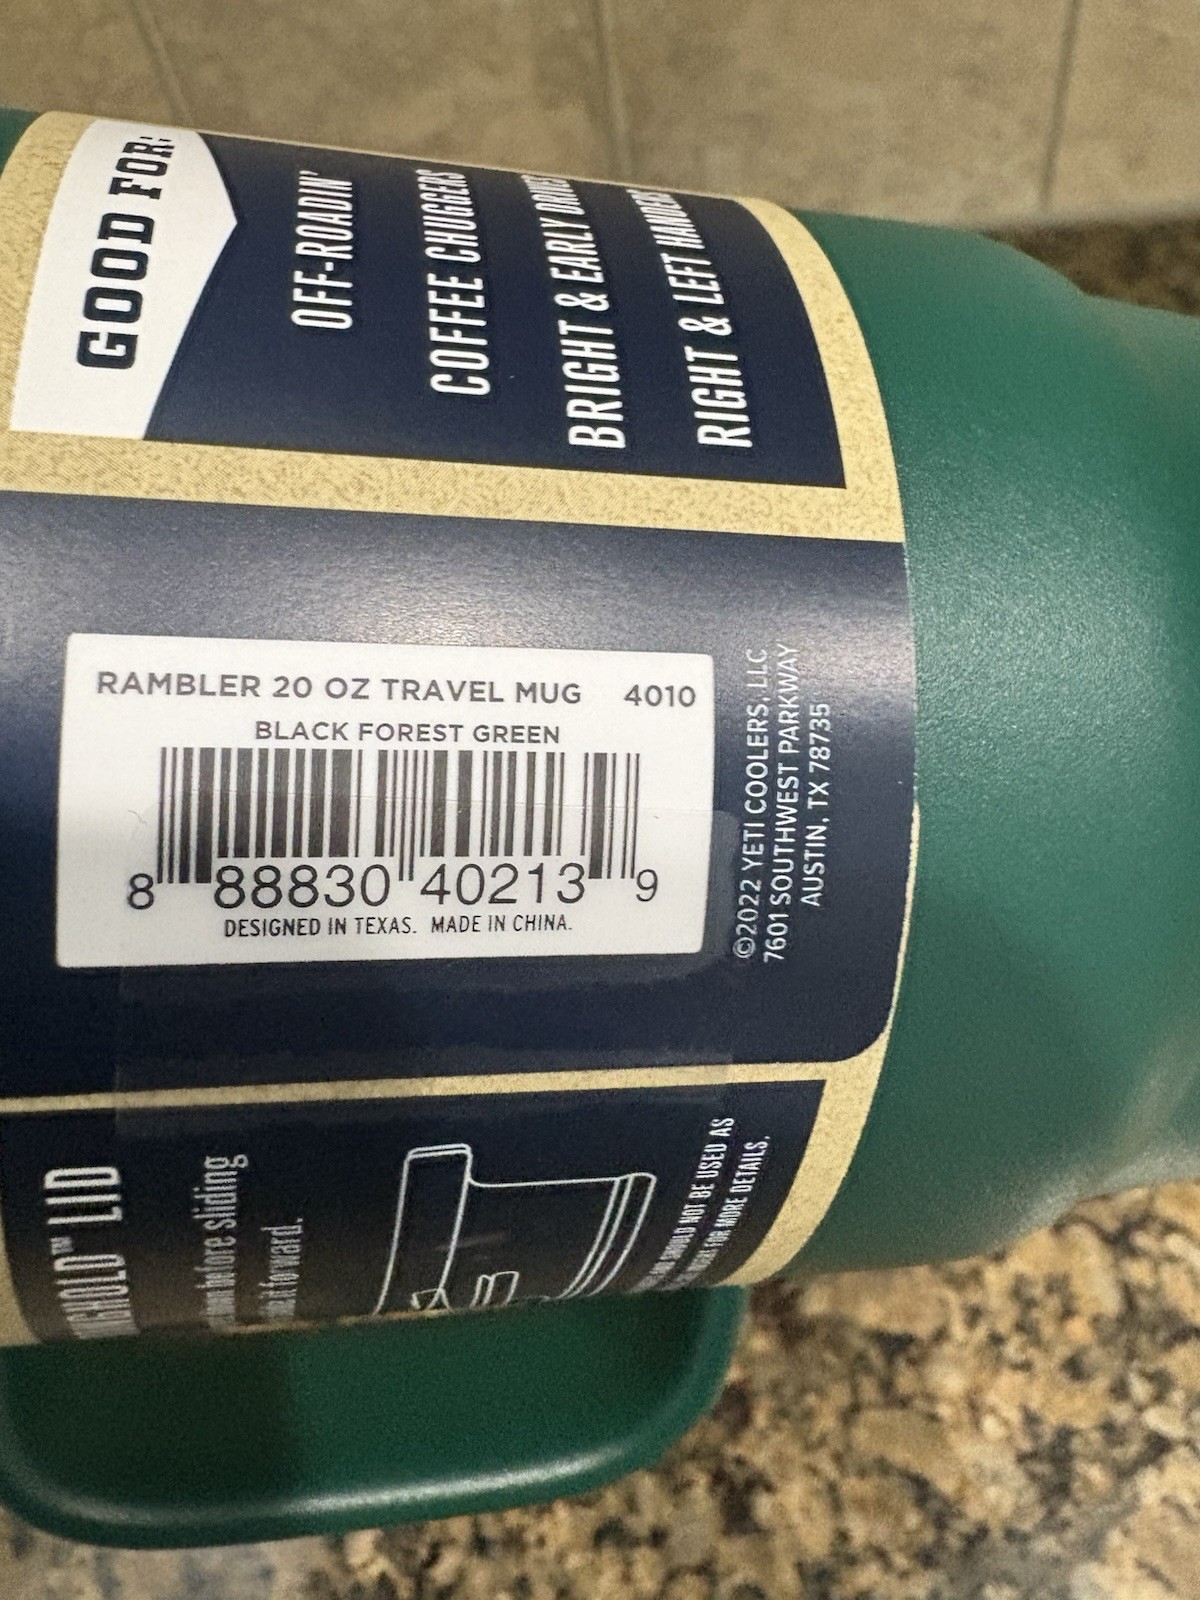 GOOD FOR:
OFF-ROADIN'
COFFEE CHUGGERS
BRIGHT & EARLY
RIGHT & LEFT
RAMBLER 20 OZ TRAVEL MUG 4010
BLACK FOREST GREEN
8 88830 40213 9
DESIGNED IN TEXAS. MADE IN CHINA.
©2022 YETI COOLERS, LLC
7601 SOUTHWEST PARKWAY
AUSTIN, TX 78735
LID
before sliding
it forward.
SHOULD NOT BE USED AS
FOR MORE DETAILS.